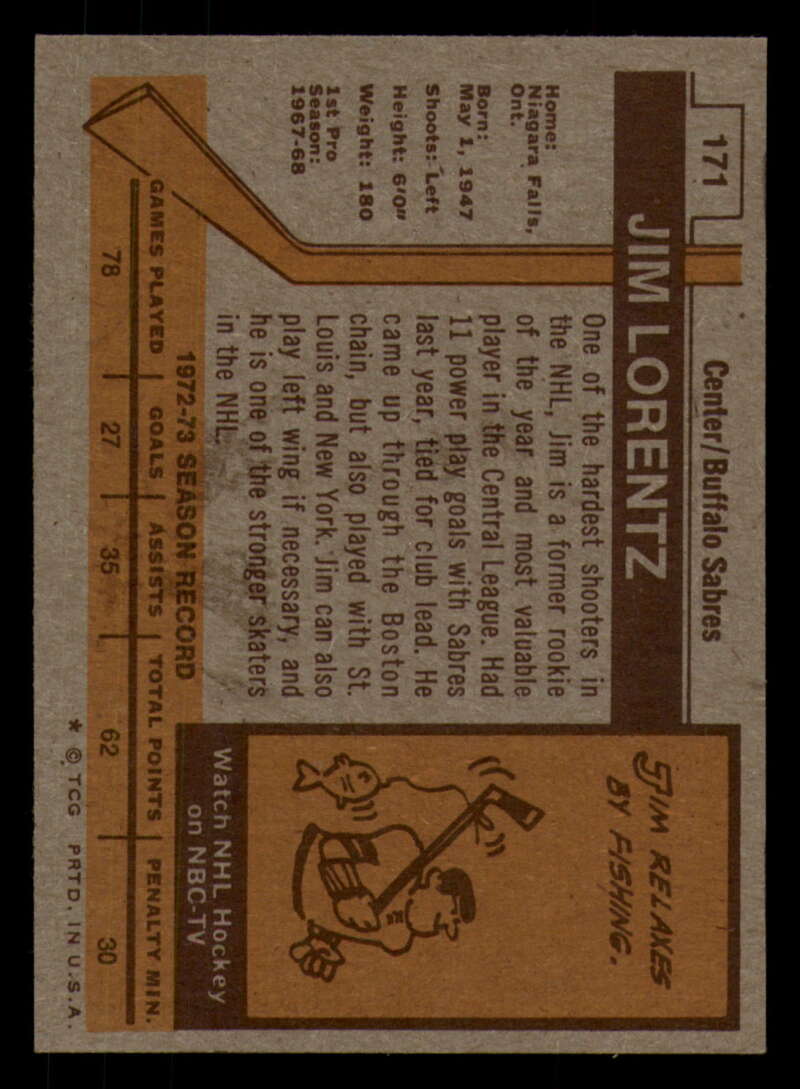 171
Center/Buffalo Sabres
JIM LORENTZ
Home:
Niagara Falls,
Ont.
Born:
May 1, 1947
Shoots: Left
Height: 6'0"
Weight: 180
1st Pro
Season:
1967-68
One of the hardest shooters in
the NHL, Jim is a former rookie
of the year and most valuable
player in the Central League. Had
11 power play goals with Sabres
last year, tied for club lead. He
came up through the Boston
chain, but also played with St.
Louis and New York. Jim can also
play left wing if necessary, and
he is one of the stronger skaters
in the NHL.
JIM RELAXES
BY FISHING.
Watch NHL Hockey
on NBC-TV
1972-73 SEASON RECORD
GAMES PLAYED GOALS ASSISTS TOTAL POINTS PENALTY MIN.
78 27 35 62 30
* © TCG PRTD. IN U.S.A.